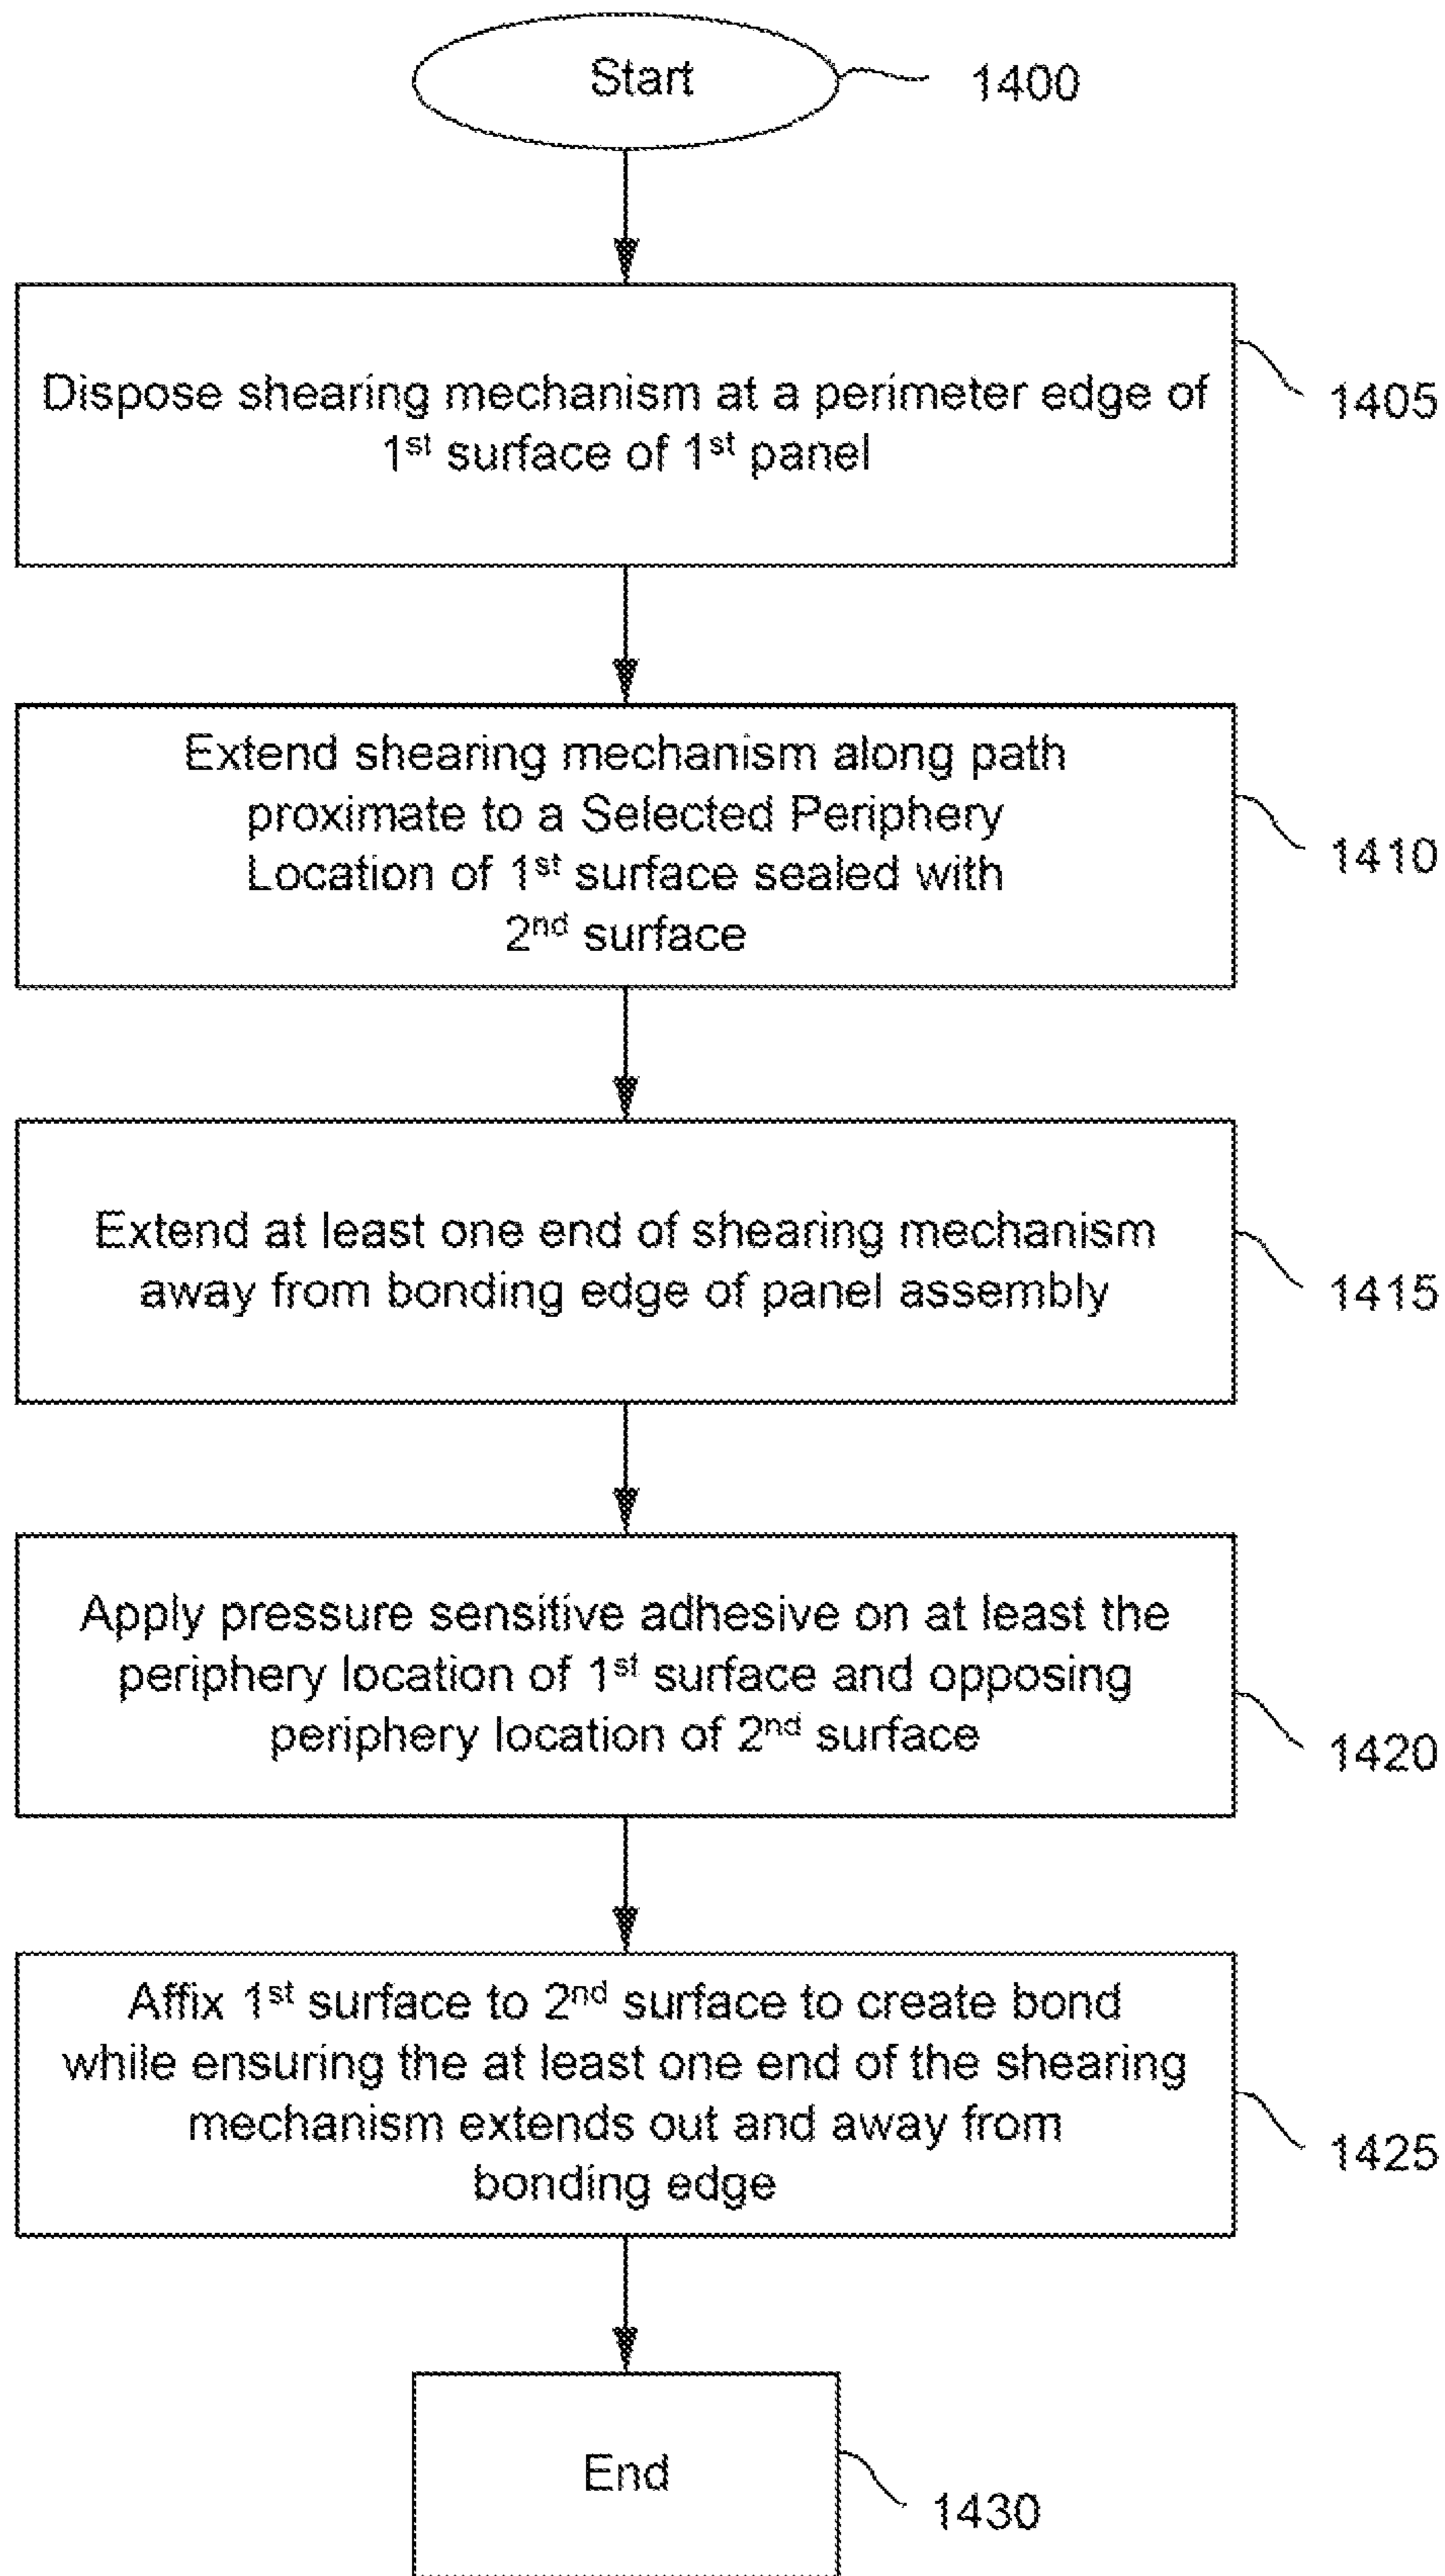 Start
1400
Dispose shearing mechanism at a perimeter edge of
1st surface of 1st panel
1405
Extend shearing mechanism along path
proximate to a Selected Periphery
Location of 1st surface sealed with
2nd surface
1410
Extend at least one end of shearing mechanism
away from bonding edge of panel assembly
1415
Apply pressure sensitive adhesive on at least the
periphery location of 1st surface and opposing
periphery location of 2nd surface
1420
Affix 1st surface to 2nd surface to create bond
while ensuring the at least one end of the shearing
mechanism extends out and away from
bonding edge
1425
End
1430